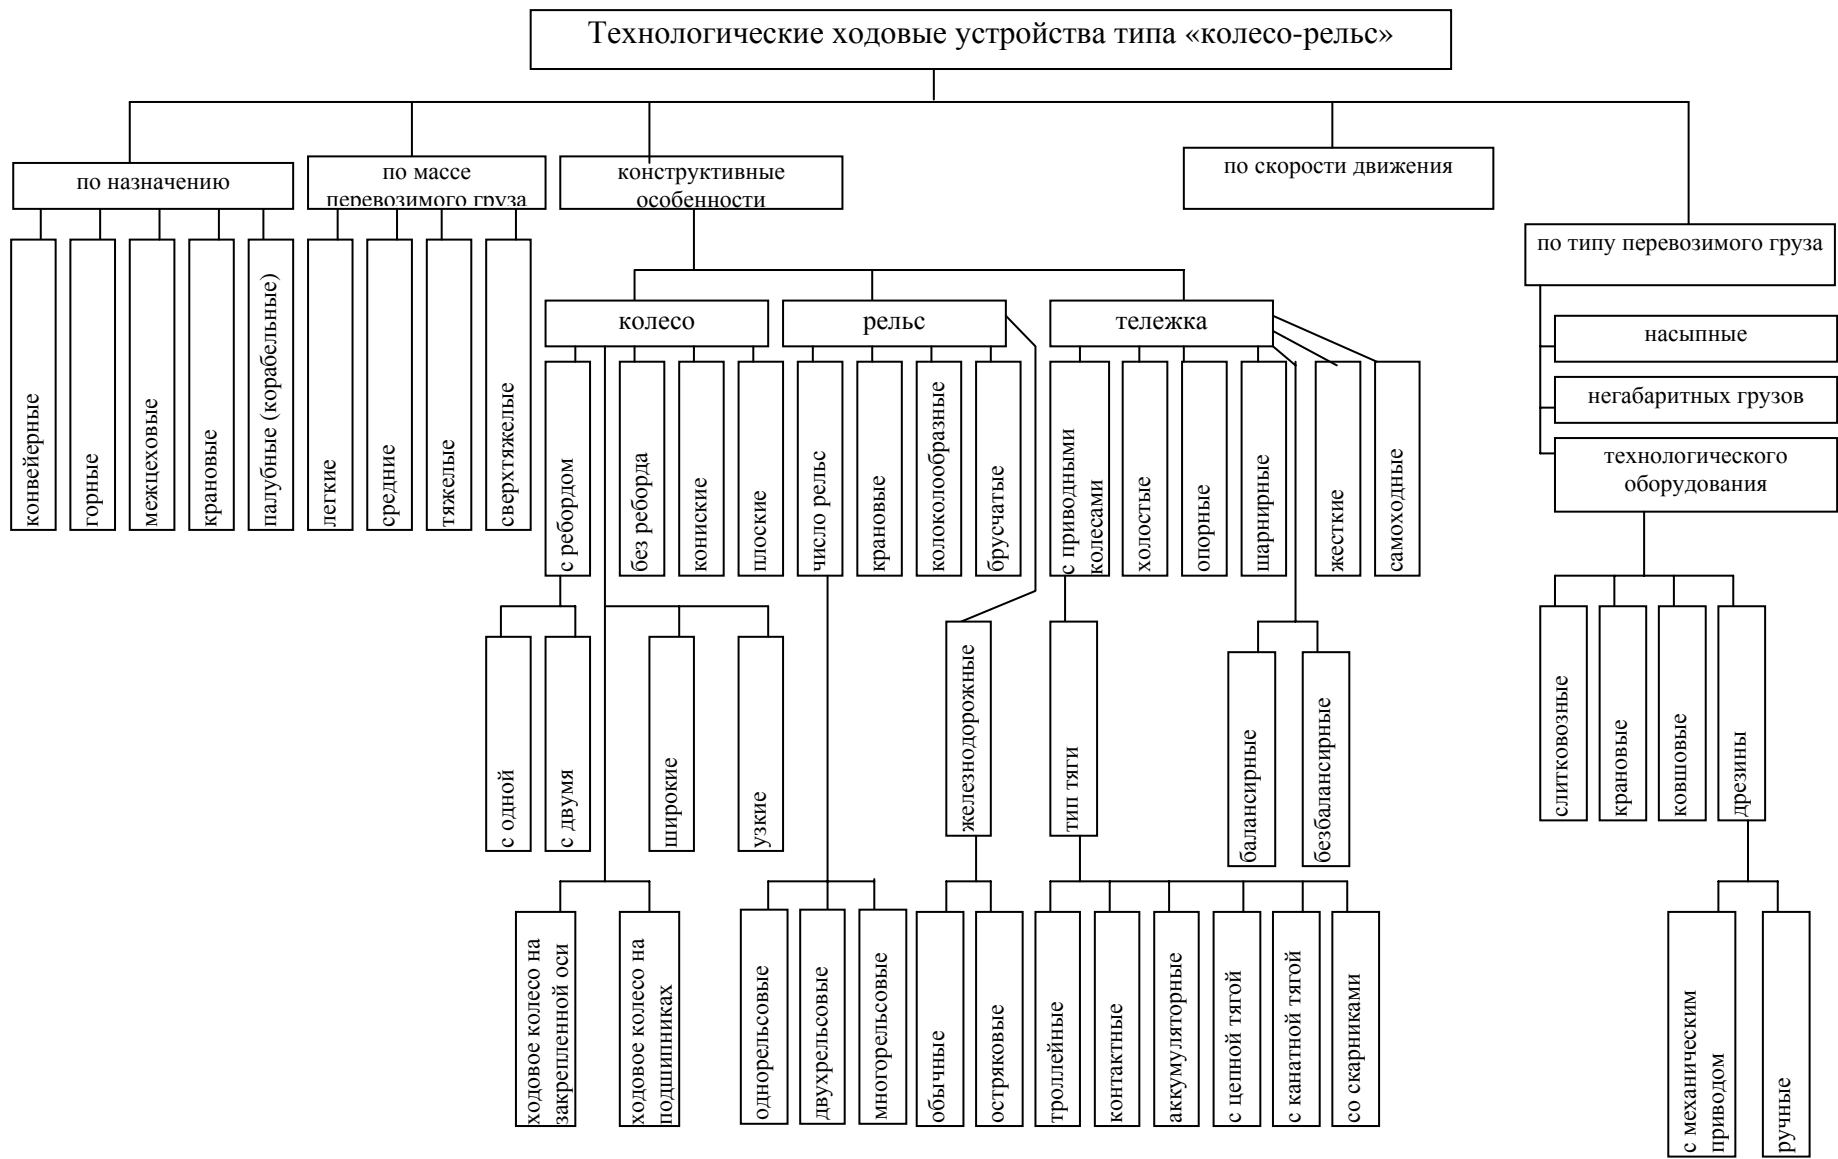 Технологические ходовые устройства типа «колесо-рельс»
по назначению
по массе
перевозимого груза
конструктивные
особенности
по скорости движения
по типу перевозимого груза
конвейерные
горные
межцеховые
крановые
палубные (корабельные)
легкие
средние
тяжелые
сверхтяжелые
колесо
рельс
тележка
насыпные
негабаритных грузов
технологического
оборудования
с ребордом
без реборда
кониские
плоские
число рельс
крановые
колоколообразные
брусчатые
с приводными
колесами
холостые
опорные
шарнирные
жесткие
самоходные
с одной
с двумя
широкие
узкие
железнодорожные
тип тяги
балансирные
безбалансирные
слитковозные
крановые
ковшовые
дрезины
ходовое колесо на
закрепленной оси
ходовое колесо на
подшипниках
однорельсовые
двухрельсовые
многорельсовые
обычные
остряковые
троллейные
контактные
аккумуляторные
с цепной тягой
с канатной тягой
со скарниками
с механическим
приводом
ручные